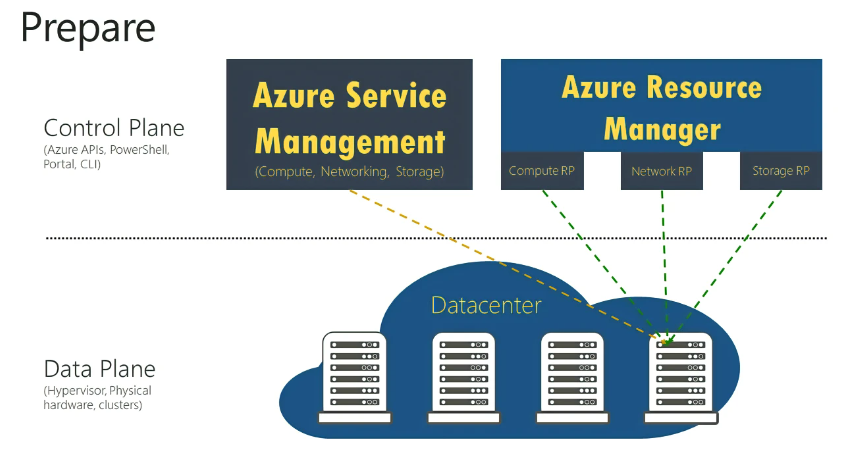 Prepare
Control Plane
(Azure APIs, PowerShell,
Portal, CLI)
Azure Service
Management
(Compute, Networking, Storage)
Azure Resource
Manager
Compute RP
Network RP
Storage RP
Datacenter
Data Plane
(Hypervisor, Physical
hardware, clusters)